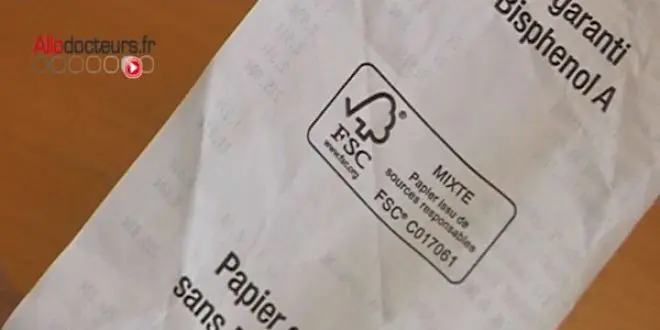 Allodocteurs.fr
garanti
Bisphenol A
FSC
www.fsc.org
MIXTE
Papier issu de
sources responsables
FSC® C017061
Papier
sans